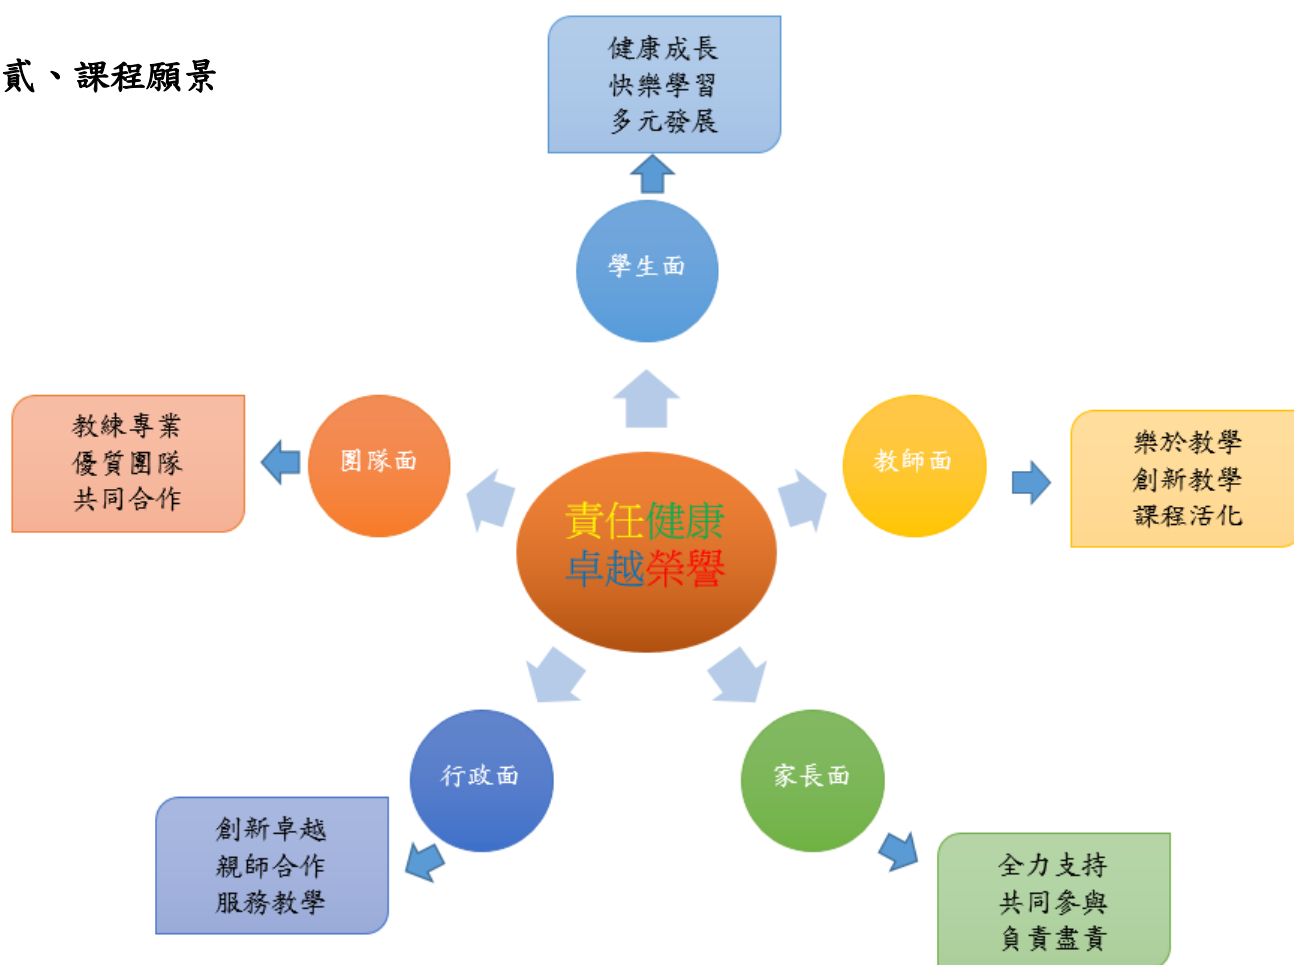 貳、課程願景
健康成長
快樂學習
多元發展
學生面
團隊面
教練專業
優質團隊
共同合作
教師面
樂於教學
創新教學
課程活化
責任健康
卓越榮譽
行政面
創新卓越
親師合作
服務教學
家長面
全力支持
共同參與
負責盡責